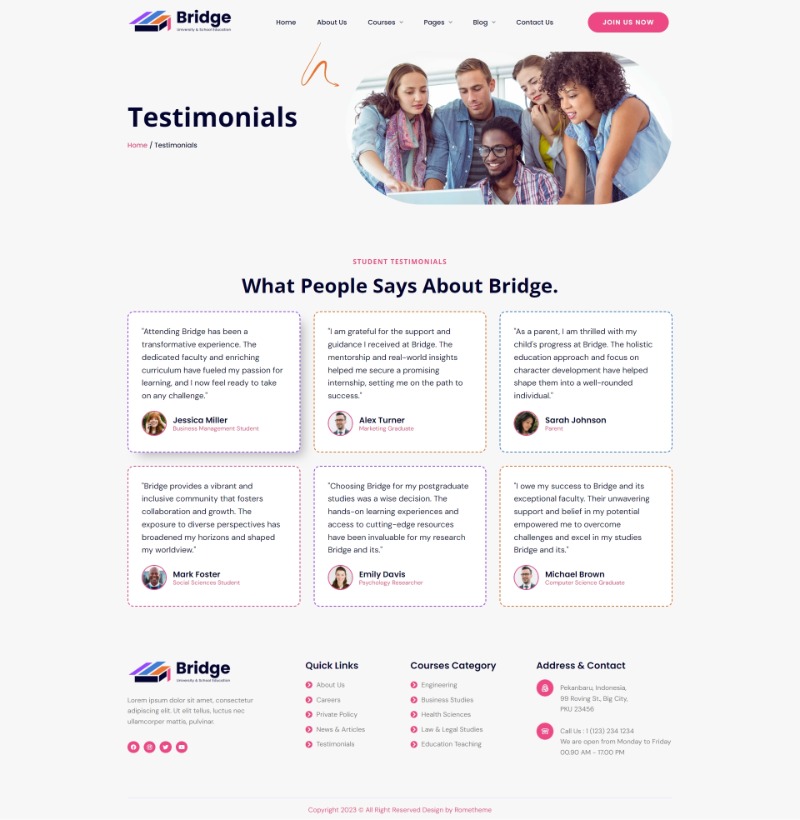 Bridge
University & School Education
Home
About Us
Courses
Pages
Blog
Contact Us
JOIN US NOW
Testimonials
Home / Testimonials
STUDENT TESTIMONIALS
What People Says About Bridge.
"Attending Bridge has been a
transformative experience. The
dedicated faculty and enriching
curriculum have fueled my passion for
learning, and I now feel ready to take
on any challenge."
Jessica Miller
Business Management Student
"I am grateful for the support and
guidance I received at Bridge. The
mentorship and real-world insights
helped me secure a promising
internship, setting me on the path to
success."
Alex Turner
Marketing Graduate
"As a parent, I am thrilled with my
child's progress at Bridge. The holistic
education approach and focus on
character development have helped
shape them into a well-rounded
individual."
Sarah Johnson
Parent
"Bridge provides a vibrant and
inclusive community that fosters
collaboration and growth. The
exposure to diverse perspectives has
broadened my horizons and shaped
my worldview."
Mark Foster
Social Sciences Student
"Choosing Bridge for my postgraduate
studies was a wise decision. The
hands-on learning experiences and
access to cutting-edge resources
have been invaluable for my research
Bridge and its."
Emily Davis
Psychology Researcher
"I owe my success to Bridge and its
exceptional faculty. Their unwavering
support and belief in my potential
empowered me to overcome
challenges and excel in my studies
Bridge and its."
Michael Brown
Computer Science Graduate
Bridge
University & School Education
Lorem ipsum dolor sit amet, consectetur
adipiscing elit. Ut elit tellus, luctus nec
ullamcorper mattis, pulvinar.
Quick Links
About Us
Careers
Private Policy
News & Articles
Testimonials
Courses Category
Engineering
Business Studies
Health Sciences
Law & Legal Studies
Education Teaching
Address & Contact
Pekanbaru, Indonesia,
99 Roving St., Big City,
PKU 23456
Call Us : 1 (123) 234 1234
We are open from Monday to Friday
00.80 AM - 17.00 PM
Copyright 2023 © All Right Reserved Design by Rometheme